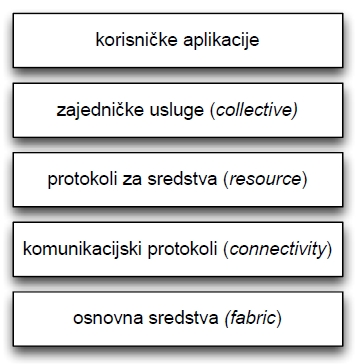 korisničke aplikacije
zajedničke usluge (collective)
protokoli za sredstva (resource)
komunikacijski protokoli (connectivity)
osnovna sredstva (fabric)